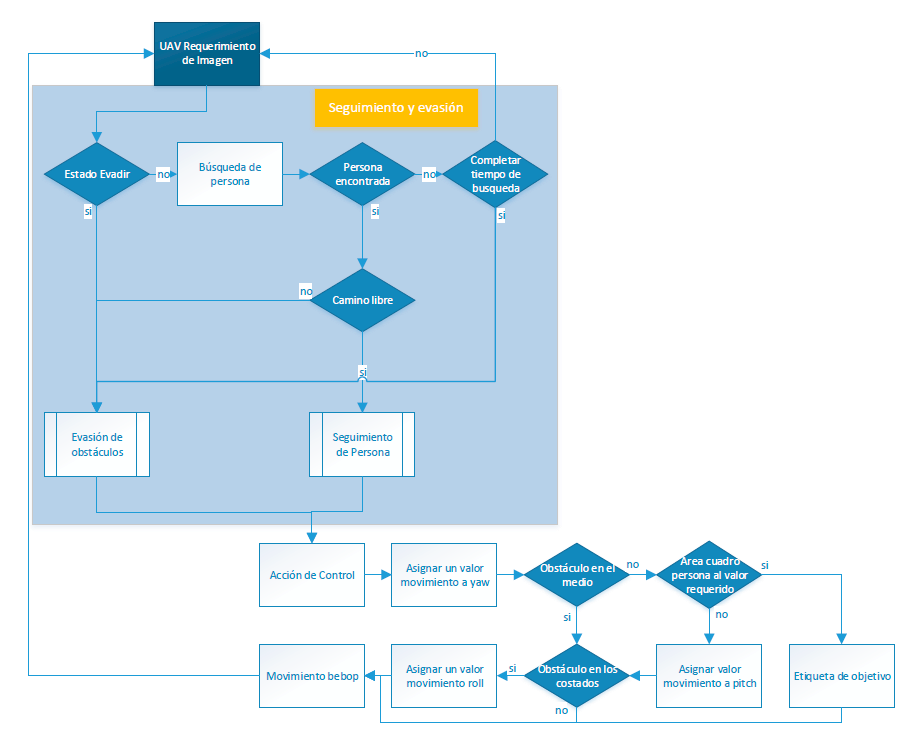 UAV Requerimiento
de Imagen
no
Seguimiento y evasión
Estado Evadir
no
Búsqueda de
persona
Persona
encontrada
no
Completar
tiempo de
busqueda
si
si
si
no
Camino libre
si
Evasión de
obstáculos
Seguimiento
de Persona
Acción de Control
Asignar un valor
movimiento a yaw
Obstáculo en el
medio
no
Area cuadro
persona al valor
requerido
si
si
no
Movimiento bebop
Asignar un valor
movimiento roll
si
Obstáculo en los
costados
no
Asignar valor
movimiento a pitch
Etiqueta de objetivo